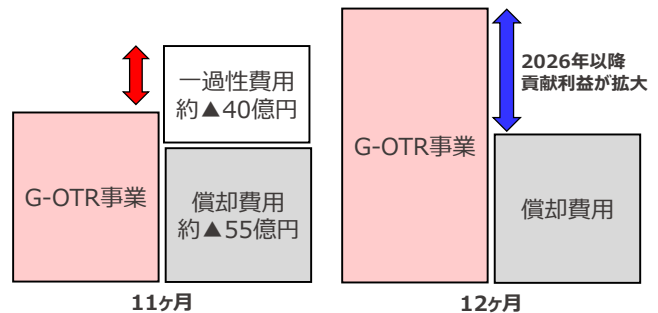 一過性費用
約▲40億円
G-OTR事業
償却費用
約▲55億円
11ヶ月
2026年以降
貢献利益が拡大
G-OTR事業
償却費用
12ヶ月